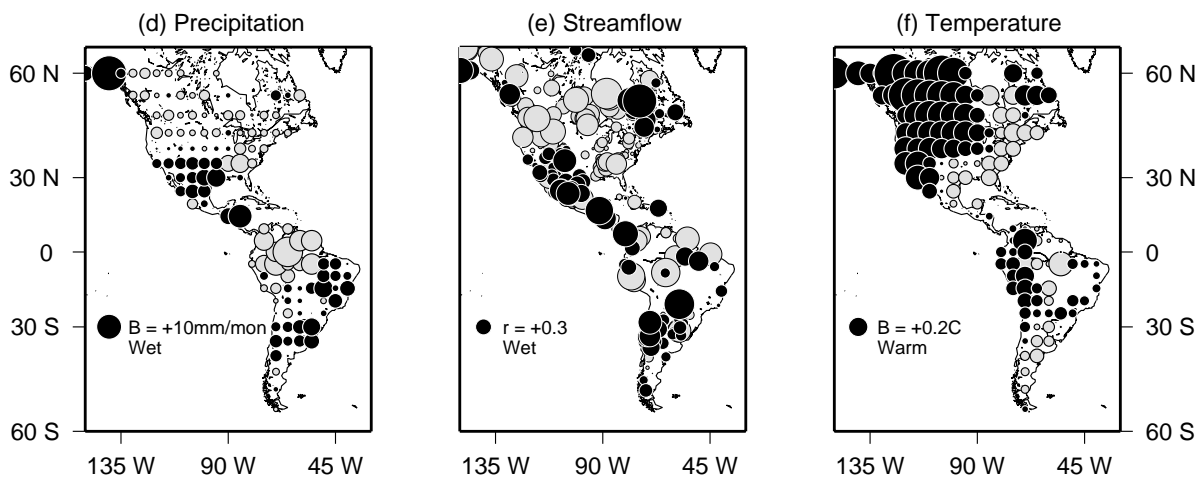 (d) Precipitation
(e) Streamflow
(f) Temperature
60 N
30 N
0
30 S
60 S
B = +10mm/mon
Wet
r = +0.3
Wet
B = +0.2C
Warm
60 N
30 N
0
30 S
60 S
135 W 90 W 45 W
135 W 90 W 45 W
135 W 90 W 45 W